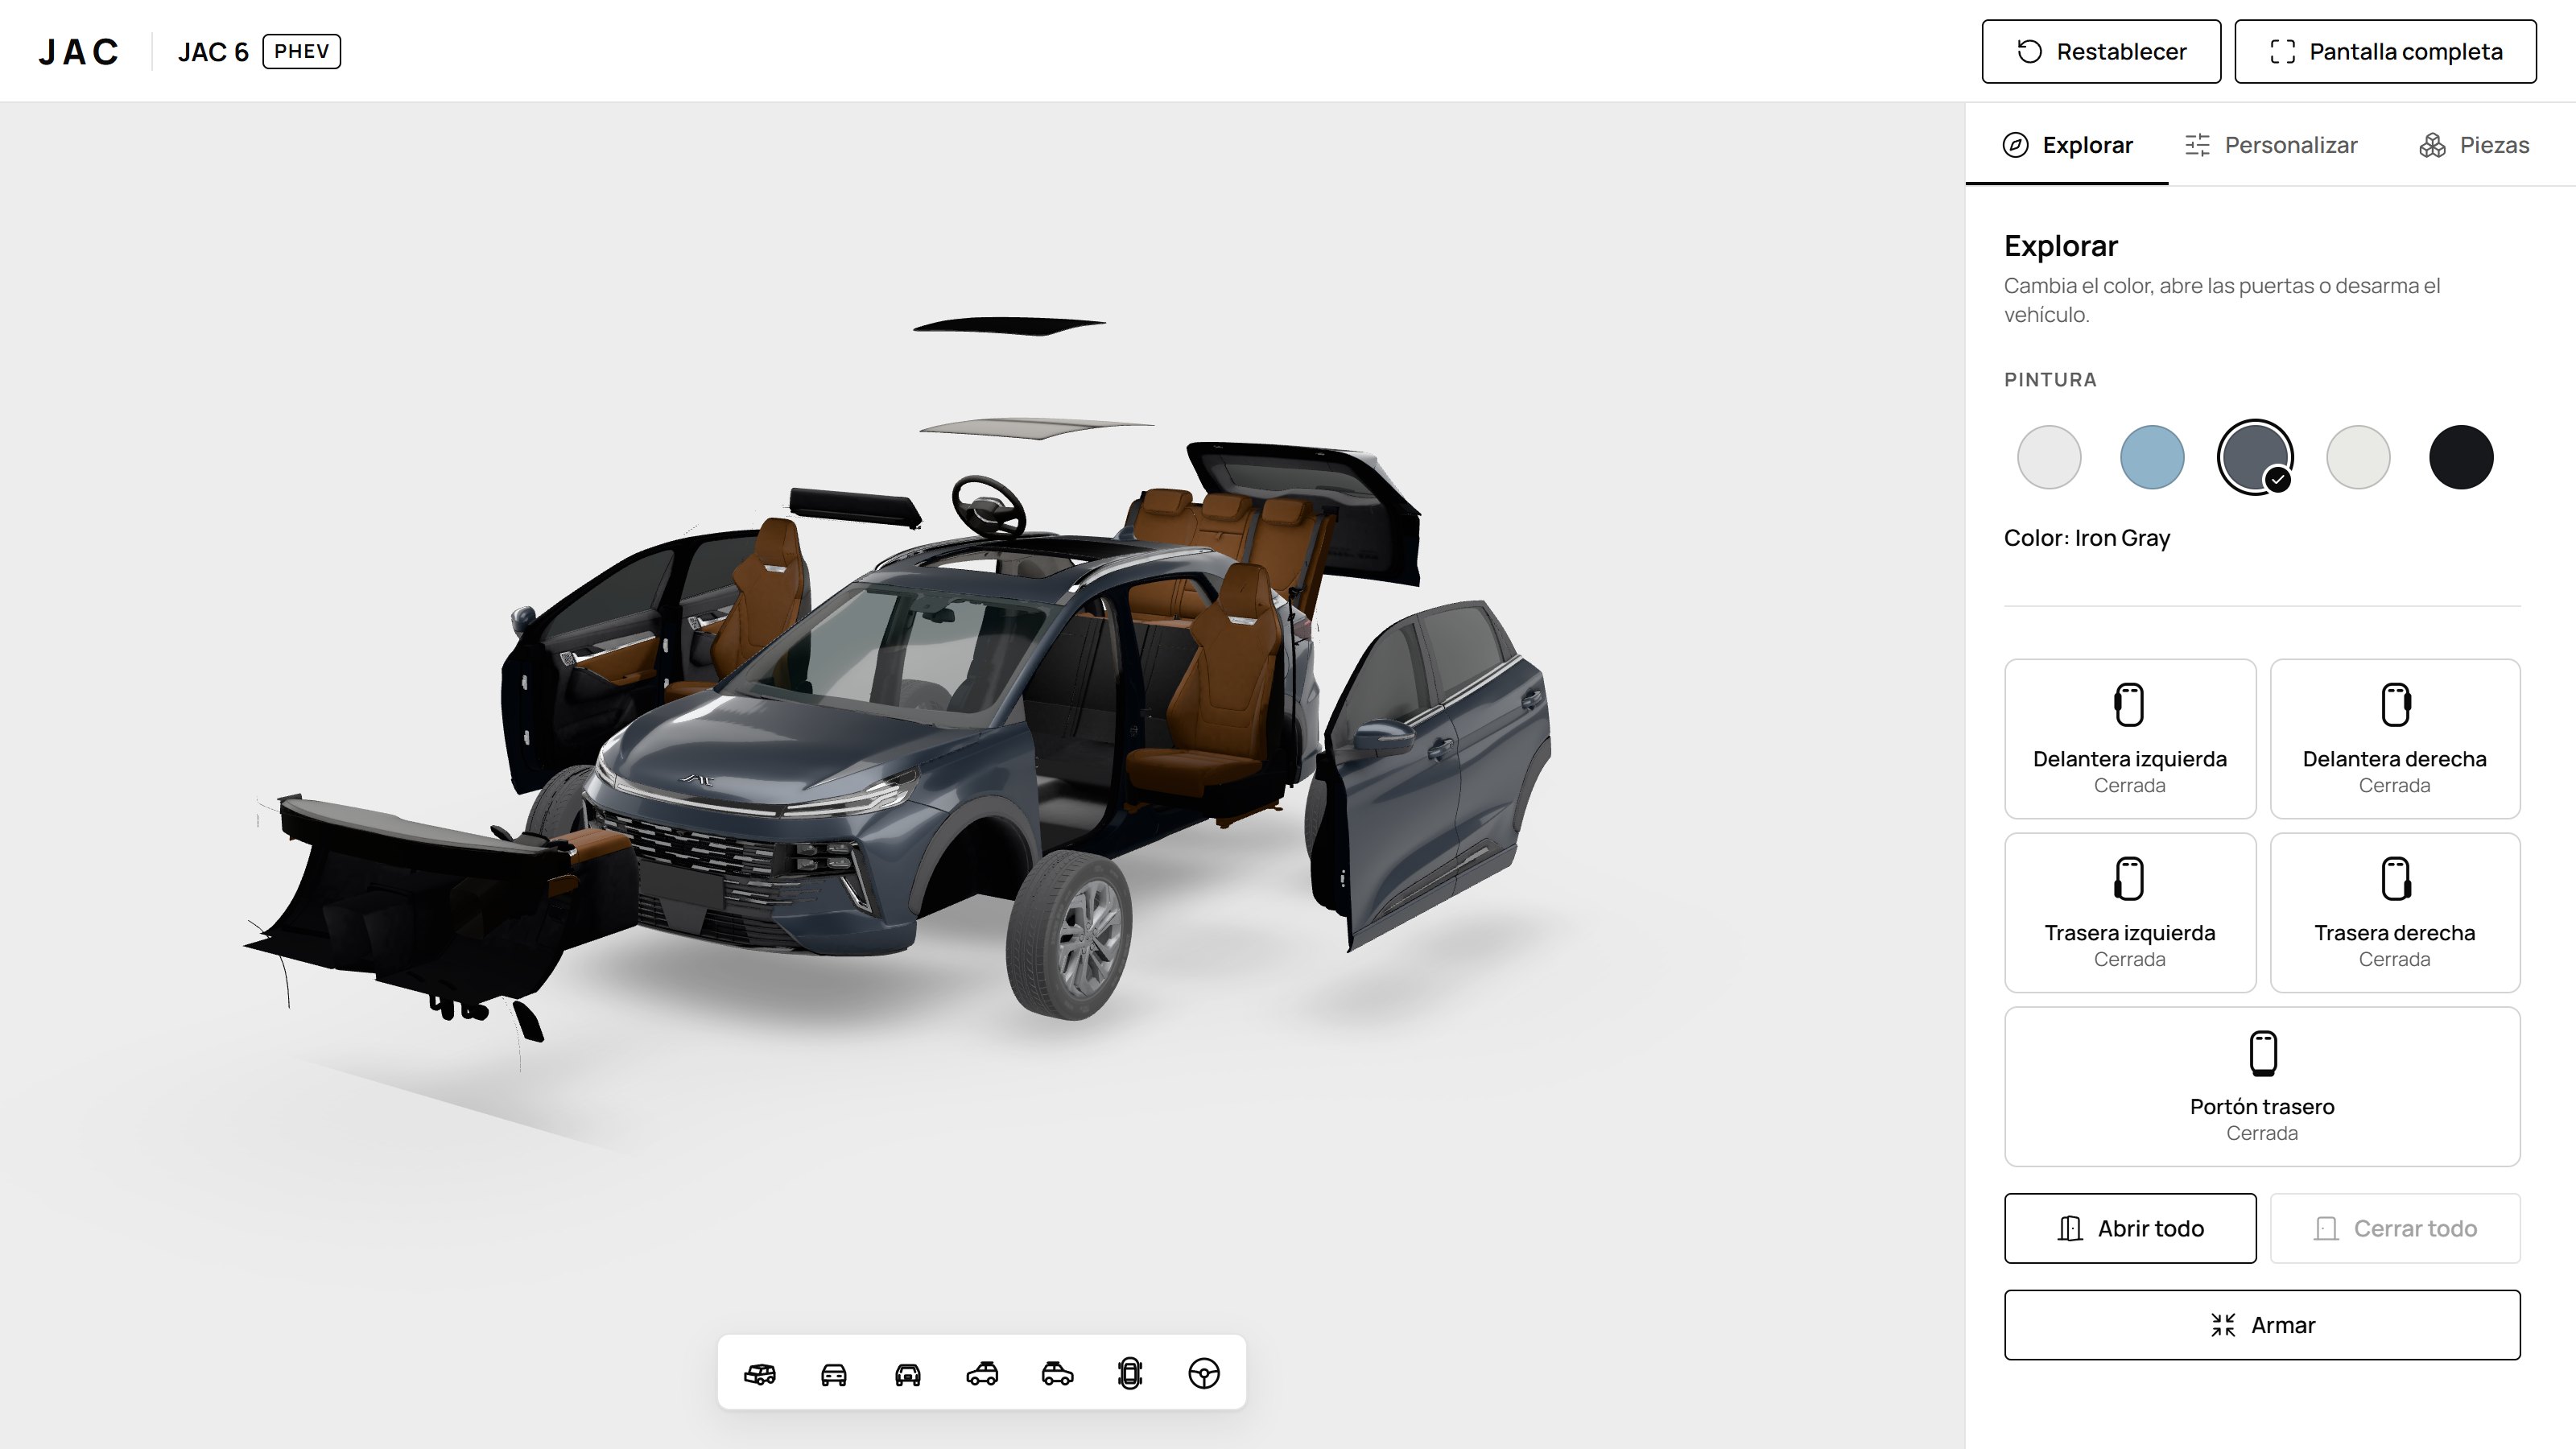 JAC
JAC 6 PHEV
Restablecer
Pantalla completa
Explorar
Personalizar
Piezas
Explorar
Cambia el color, abre las puertas o desarma el
vehículo.
PINTURA
Color: Iron Gray
Delantera izquierda
Cerrada
Delantera derecha
Cerrada
Trasera izquierda
Cerrada
Trasera derecha
Cerrada
Portón trasero
Cerrada
Abrir todo
Cerrar todo
Armar